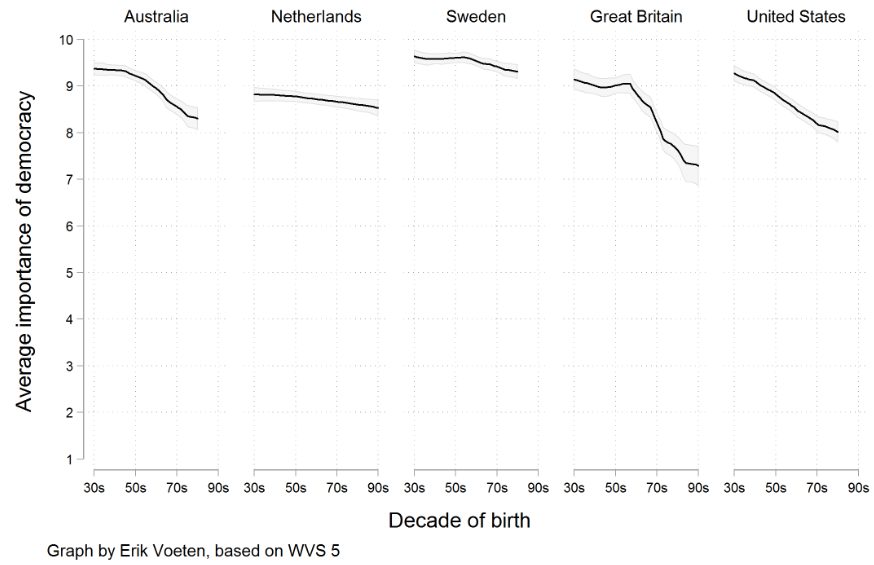 Australia Netherlands Sweden Great Britain United States
Average importance of democracy
10
9
8
7
6
5
4
3
2
1
30s 50s 70s 90s 30s 50s 70s 90s 30s 50s 70s 90s 30s 50s 70s 90s 30s 50s 70s 90s
Decade of birth
Graph by Erik Voeten, based on WVS 5